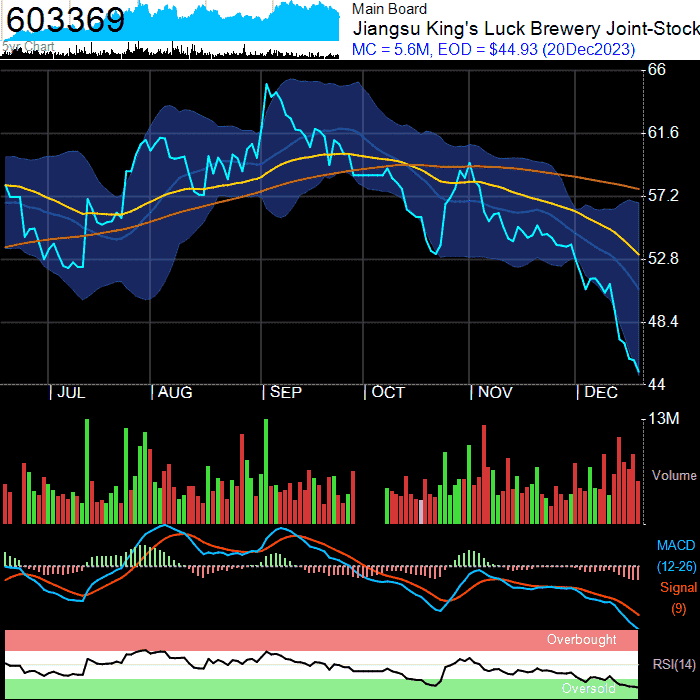 603369
5yr Chart
Main Board
Jiangsu King's Luck Brewery Joint-Stock
MC = 5.6M, EOD = $44.93 (20Dec2023)
66
61.6
57.2
52.8
48.4
44
JUL
AUG
SEP
OCT
NOV
DEC
13M
Volume
MACD
(12-26)
Signal
(9)
Overbought
RSI(14)
Oversold